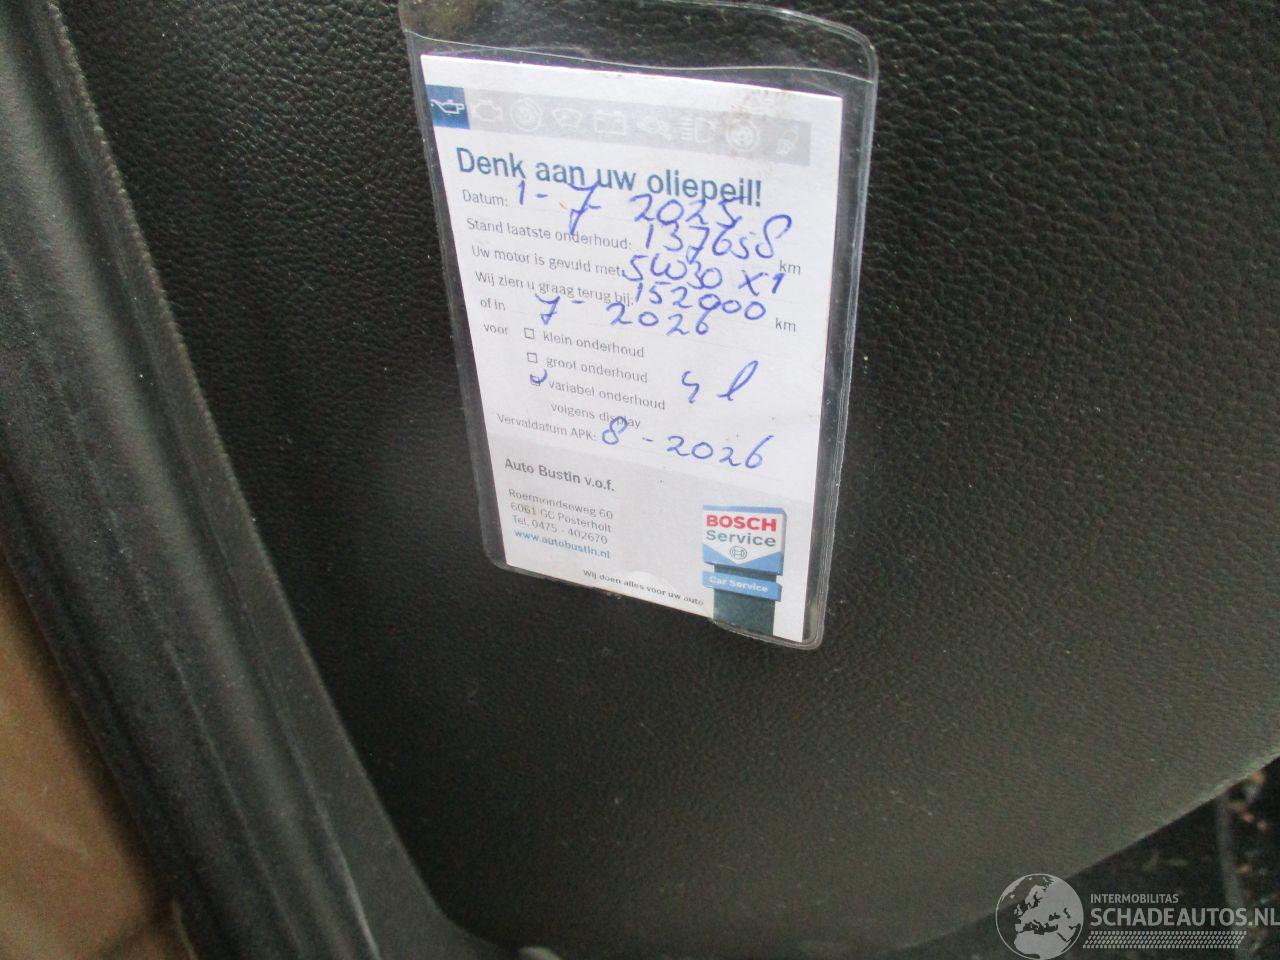 Denk aan uw oliepeil!
Datum: 1-7-2025
Stand laatste onderhoud: 137658 km
Uw motor is gevuld met: 5W30 X1
Wij zien u graag terug bij: 152000 km
of in 7-2026
voor klein onderhoud
groot onderhoud 4 l
variabel onderhoud
volgens display
Vervaldatum APK: 8-2026
Auto Bustin v.o.f.
Roermondseweg 60
6061 GC Posterholt
Tel. 0475 - 402670
www.autobustin.nl
BOSCH
Service
Car Service
Wij doen alles voor uw auto
INTERMOBILITAS
SCHADEAUTOS.NL